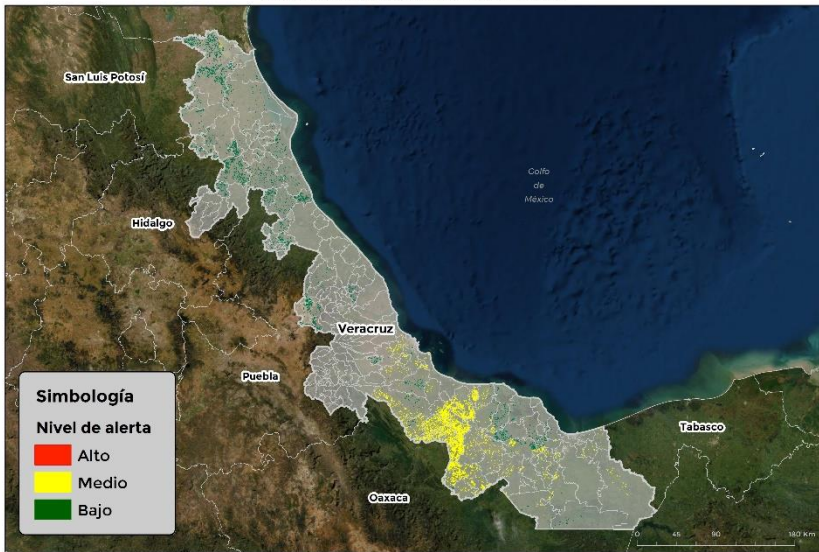 San Luis Potosí
Golfo
de
México
Hidalgo
Veracruz
Puebla
Tabasco
Oaxaca
Simbología
Nivel de alerta
Alto
Medio
Bajo
0 45 90 180 Km